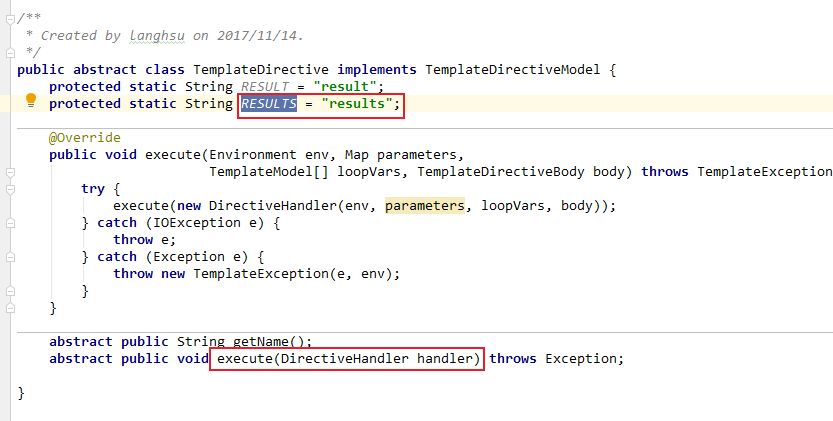 /**
 * Created by langhsu on 2017/11/14.
 */
public abstract class TemplateDirective implements TemplateDirectiveModel {
    protected static String RESULT = "result";
    protected static String RESULTS = "results";
    @Override
    public void execute(Environment env, Map parameters,
                        TemplateModel[] loopVars, TemplateDirectiveBody body) throws TemplateException
        try {
            execute(new DirectiveHandler(env, parameters, loopVars, body));
        } catch (IOException e) {
            throw e;
        } catch (Exception e) {
            throw new TemplateException(e, env);
        }
    }
    abstract public String getName();
    abstract public void execute(DirectiveHandler handler) throws Exception;
}